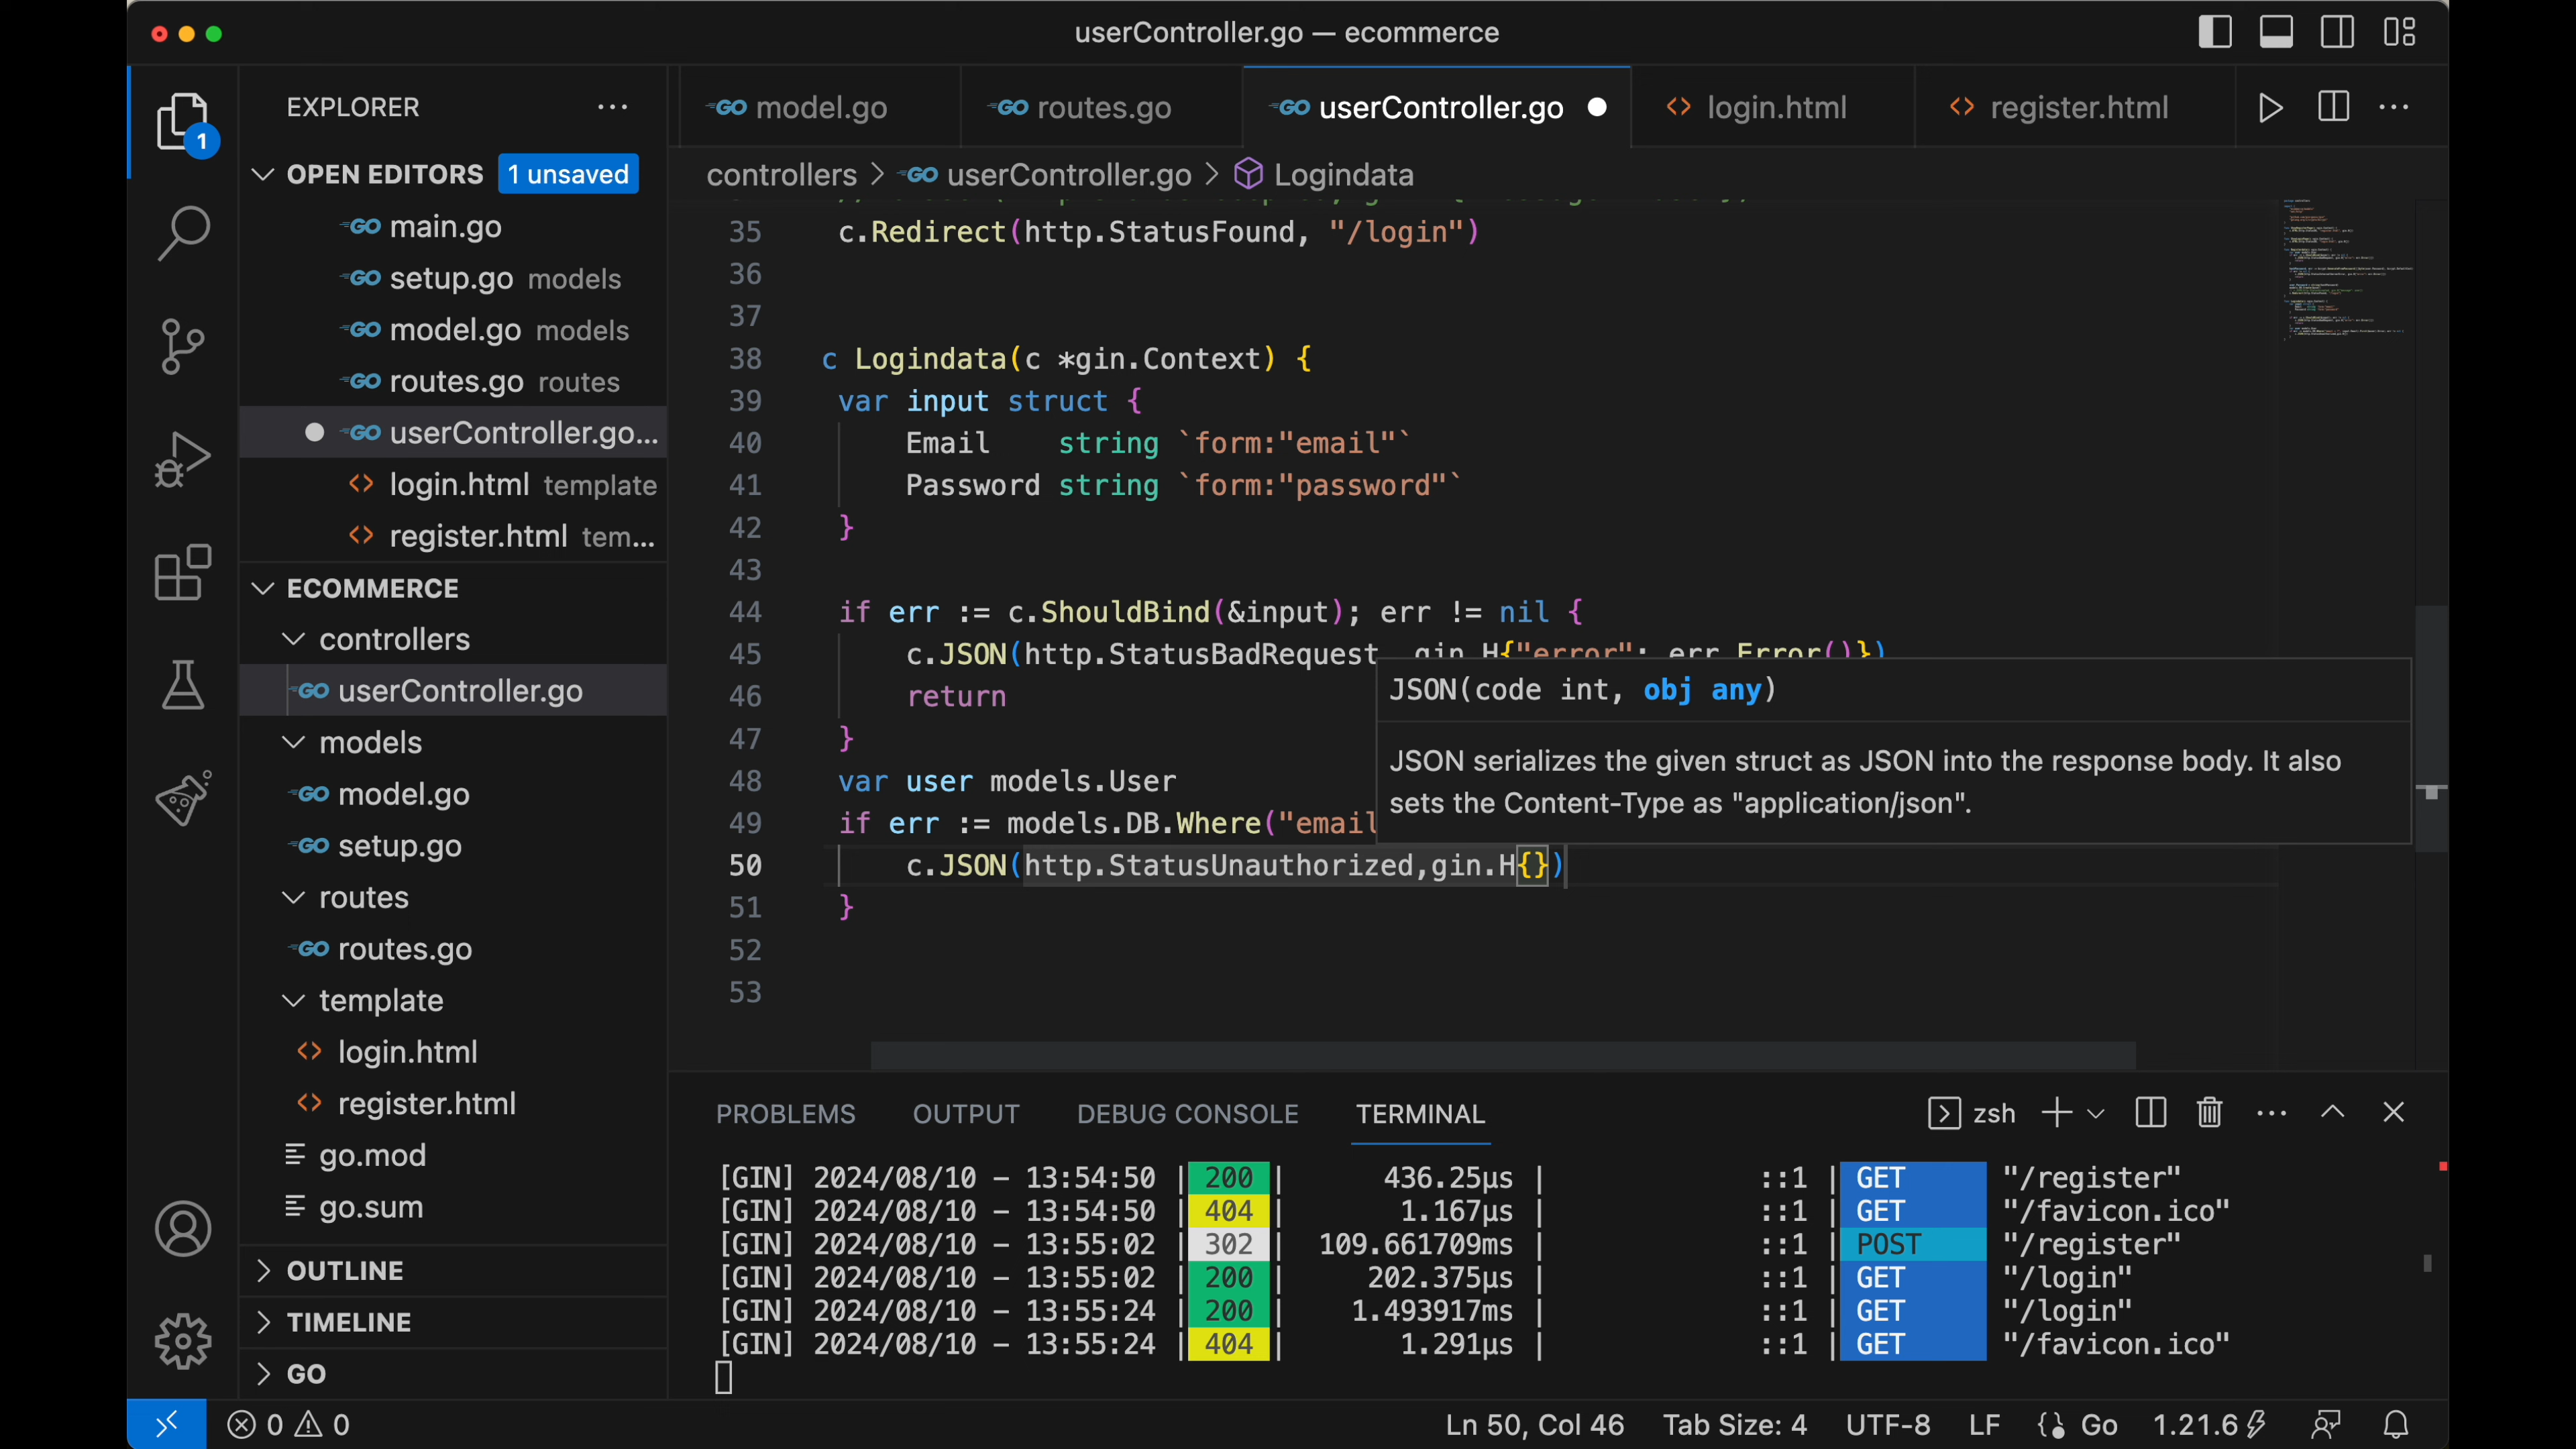 userController.go — ecommerce
EXPLORER
model.go
routes.go
userController.go
login.html
register.html
1
OPEN EDITORS 1 unsaved
controllers > userController.go > Logindata
main.go
setup.go models
model.go models
routes.go routes
userController.go...
login.html template
register.html tem...
ECOMMERCE
controllers
userController.go
models
model.go
setup.go
routes
routes.go
template
login.html
register.html
go.mod
go.sum
OUTLINE
TIMELINE
GO
35 c.Redirect(http.StatusFound, "/login")
36
37
38 c Logindata(c *gin.Context) {
39 var input struct {
40 Email string `form:"email"`
41 Password string `form:"password"`
42 }
43
44 if err := c.ShouldBind(&input); err != nil {
45 c.JSON(http.StatusBadRequest, gin.H{"error": err.Error()})
46 return
47 }
48 var user models.User
49 if err := models.DB.Where("email
50 c.JSON(http.StatusUnauthorized,gin.H{})
51 }
52
53
JSON(code int, obj any)
JSON serializes the given struct as JSON into the response body. It also
sets the Content-Type as "application/json".
PROBLEMS OUTPUT DEBUG CONSOLE TERMINAL zsh
[GIN] 2024/08/10 – 13:54:50 | 200 | 436.25µs | ::1 | GET "/register"
[GIN] 2024/08/10 – 13:54:50 | 404 | 1.167µs | ::1 | GET "/favicon.ico"
[GIN] 2024/08/10 – 13:55:02 | 302 | 109.661709ms | ::1 | POST "/register"
[GIN] 2024/08/10 – 13:55:02 | 200 | 202.375µs | ::1 | GET "/login"
[GIN] 2024/08/10 – 13:55:24 | 200 | 1.493917ms | ::1 | GET "/login"
[GIN] 2024/08/10 – 13:55:24 | 404 | 1.291µs | ::1 | GET "/favicon.ico"
0 0 Ln 50, Col 46 Tab Size: 4 UTF-8 LF Go 1.21.6